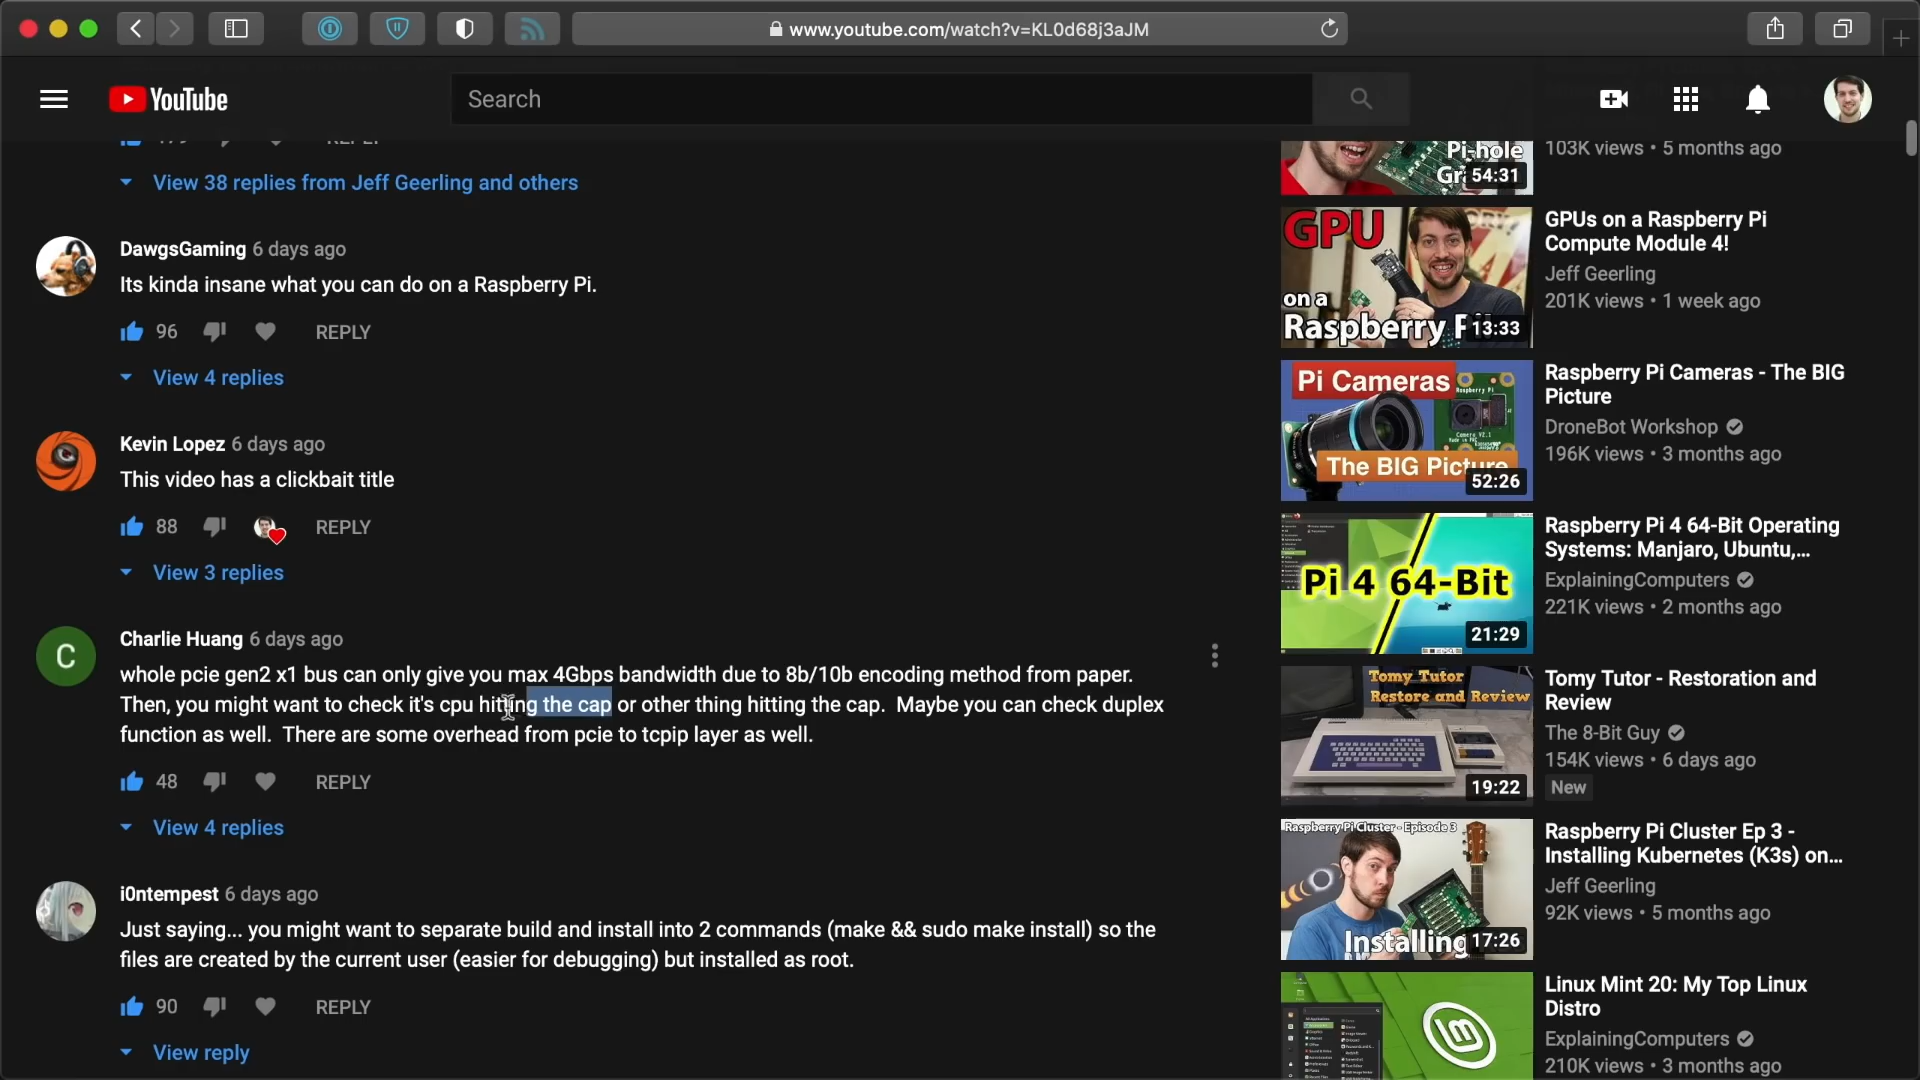 www.youtube.com/watch?v=KL0d68j3aJM
YouTube
Search
REPLY
View 38 replies from Jeff Geerling and others
DawgsGaming 6 days ago
Its kinda insane what you can do on a Raspberry Pi.
96 REPLY
View 4 replies
Kevin Lopez 6 days ago
This video has a clickbait title
88 REPLY
View 3 replies
C
Charlie Huang 6 days ago
whole pcie gen2 x1 bus can only give you max 4Gbps bandwidth due to 8b/10b encoding method from paper.
Then, you might want to check it's cpu hitting the cap or other thing hitting the cap.  Maybe you can check duplex
function as well.  There are some overhead from pcie to tcpip layer as well.
48 REPLY
View 4 replies
i0ntempest 6 days ago
Just saying... you might want to separate build and install into 2 commands (make && sudo make install) so the
files are created by the current user (easier for debugging) but installed as root.
90 REPLY
View reply
Pi-hole
54:31
103K views • 5 months ago
GPU
on a
Raspberry
13:33
GPUs on a Raspberry Pi
Compute Module 4!
Jeff Geerling
201K views • 1 week ago
Pi Cameras
The BIG Picture
52:26
Raspberry Pi Cameras - The BIG
Picture
DroneBot Workshop
196K views • 3 months ago
Pi 4 64-Bit
21:29
Raspberry Pi 4 64-Bit Operating
Systems: Manjaro, Ubuntu,...
ExplainingComputers
221K views • 2 months ago
Tomy Tutor
Restore and Review
19:22
Tomy Tutor - Restoration and
Review
The 8-Bit Guy
154K views • 6 days ago
New
Raspberry Pi Cluster - Episode 3
Installing
17:26
Raspberry Pi Cluster Ep 3 -
Installing Kubernetes (K3s) on...
Jeff Geerling
92K views • 5 months ago
Linux Mint 20: My Top Linux
Distro
ExplainingComputers
210K views • 3 months ago